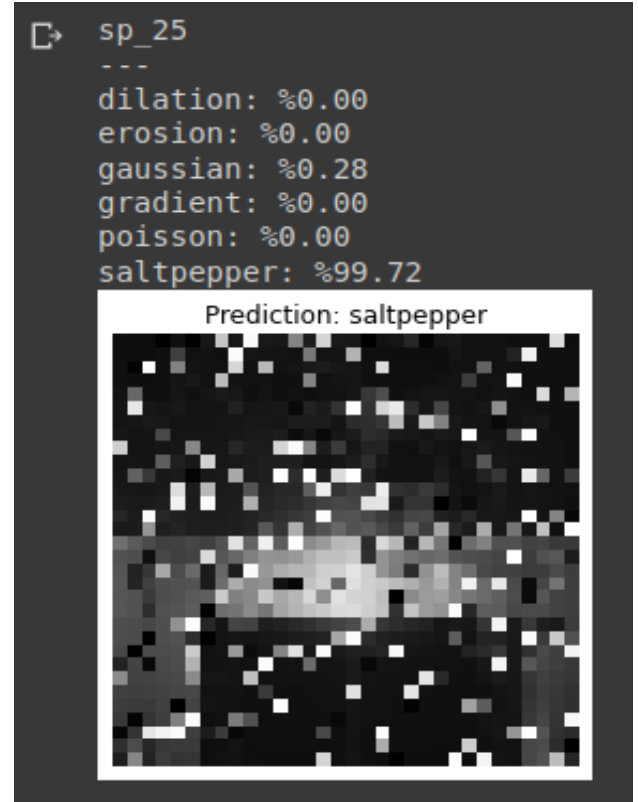 sp_25
---
dilation: %0.00
erosion: %0.00
gaussian: %0.28
gradient: %0.00
poisson: %0.00
saltpepper: %99.72
Prediction: saltpepper